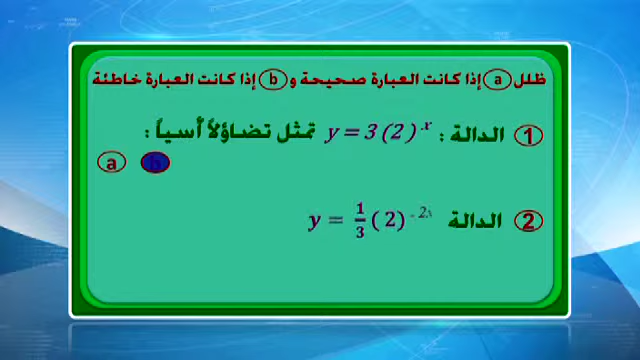 ظلل (a) إذا كانت العبارة صحيحة و (b) إذا كانت العبارة خاطئة
1 الدالة : y = 3 (2)^x تمثل تضاؤلاً أسياً :
a b
2 الدالة y = 1/3 (2)^-2x